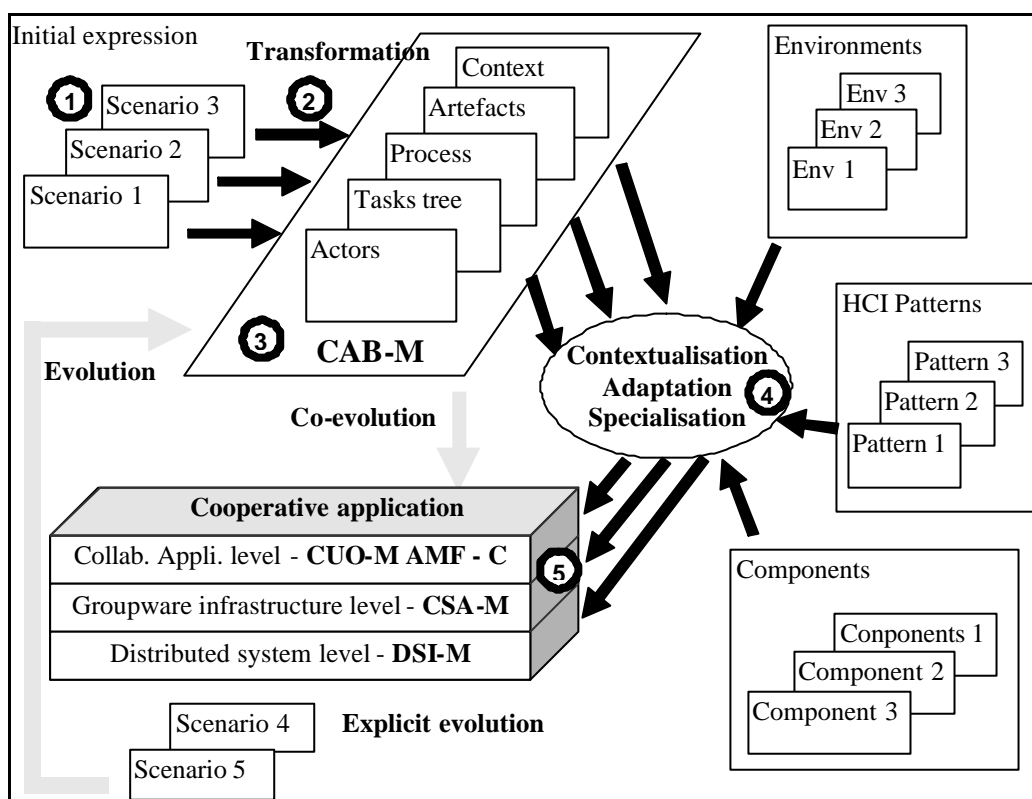 Initial expression
1
Scenario 3
Scenario 2
Scenario 1
Transformation
2
Context
Artefacts
Process
Tasks tree
Actors
3
CAB-M
Environments
Env 3
Env 2
Env 1
HCI Patterns
Pattern 3
Pattern 2
Pattern 1
Contextualisation
Adaptation
Specialisation
4
Evolution
Co-evolution
Cooperative application
Collab. Appli. level - CUO-M AMF - C
Groupware infrastructure level - CSA-M
Distributed system level - DSI-M
5
Components
Conponents 1
Component 2
Component 3
Scenario 4
Scenario 5
Explicit evolution